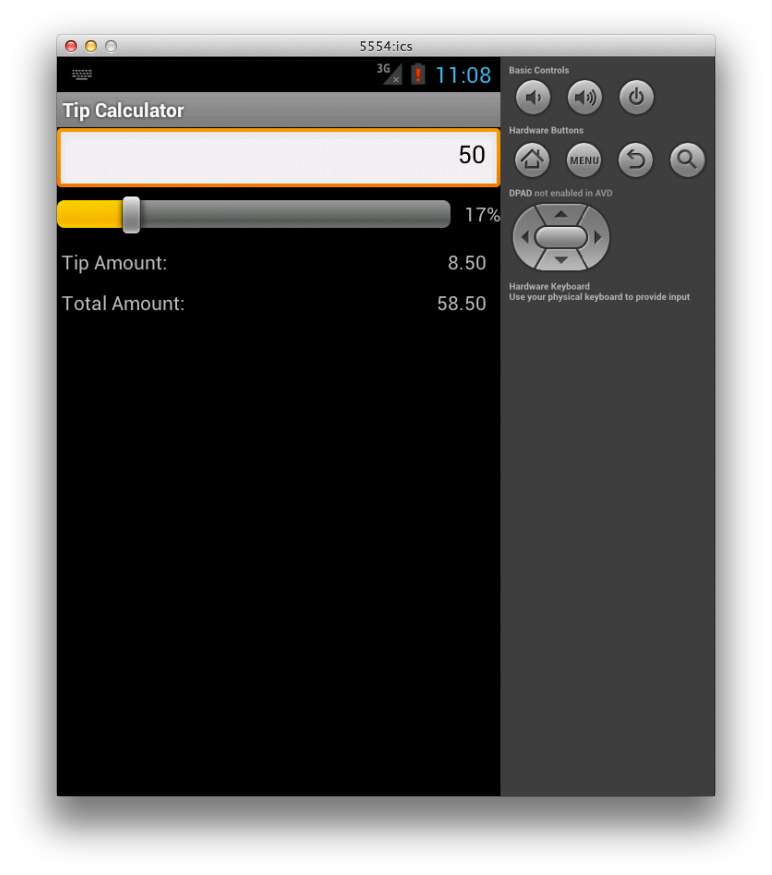 5554:ics
3G 11:08
Tip Calculator
50
17%
Tip Amount: 8.50
Total Amount: 58.50
Basic Controls
Hardware Buttons
MENU
DPAD not enabled in AVD
Hardware Keyboard
Use your physical keyboard to provide input